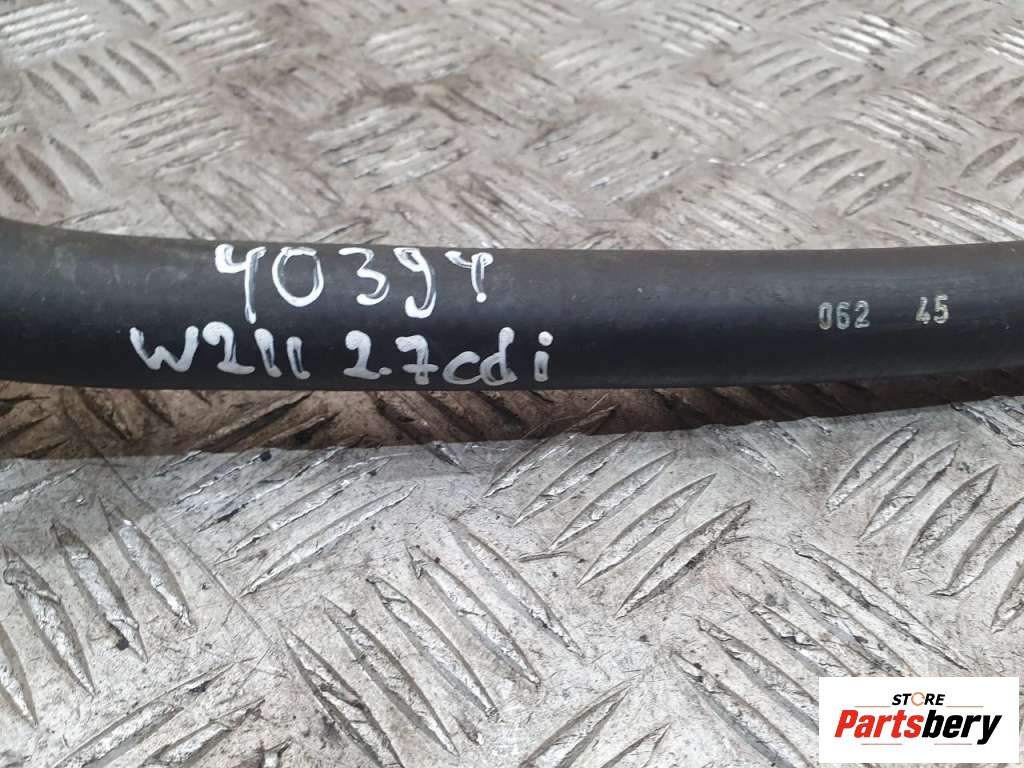 40394
W211 2.7cdi
062 45
STORE
Partsbery